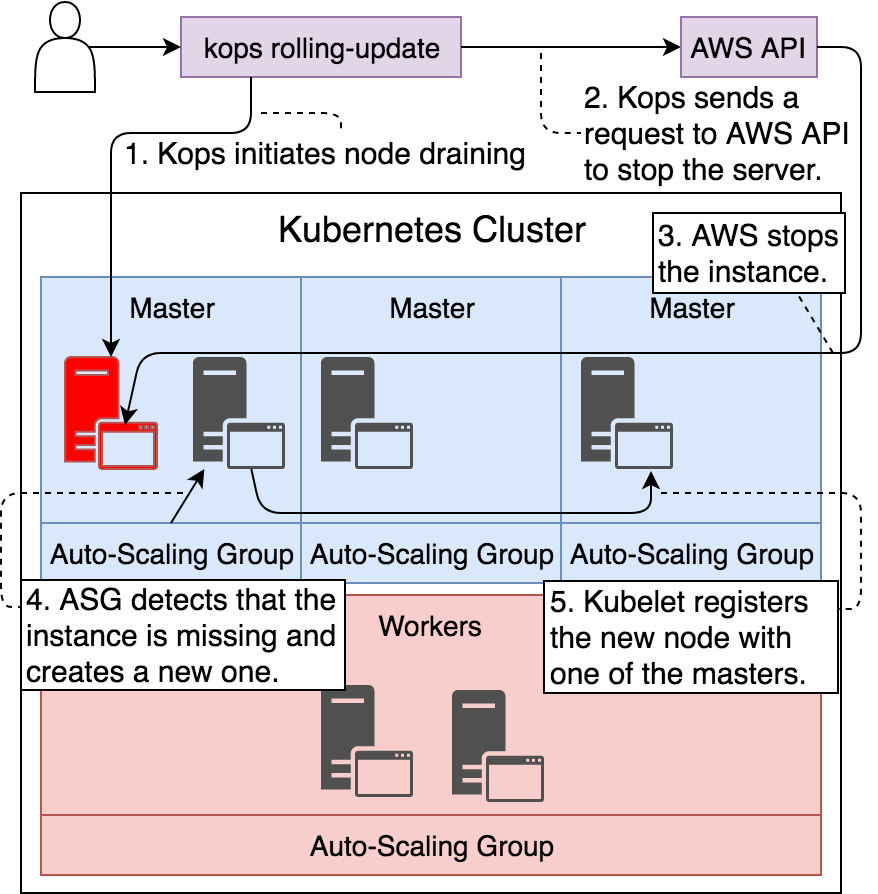 kops rolling-update
AWS API
2. Kops sends a
request to AWS API
to stop the server.
1. Kops initiates node draining
Kubernetes Cluster
3. AWS stops
the instance.
Master
Master
Master
Auto-Scaling Group
Auto-Scaling Group
Auto-Scaling Group
4. ASG detects that the
instance is missing and
creates a new one.
Workers
5. Kubelet registers
the new node with
one of the masters.
Auto-Scaling Group